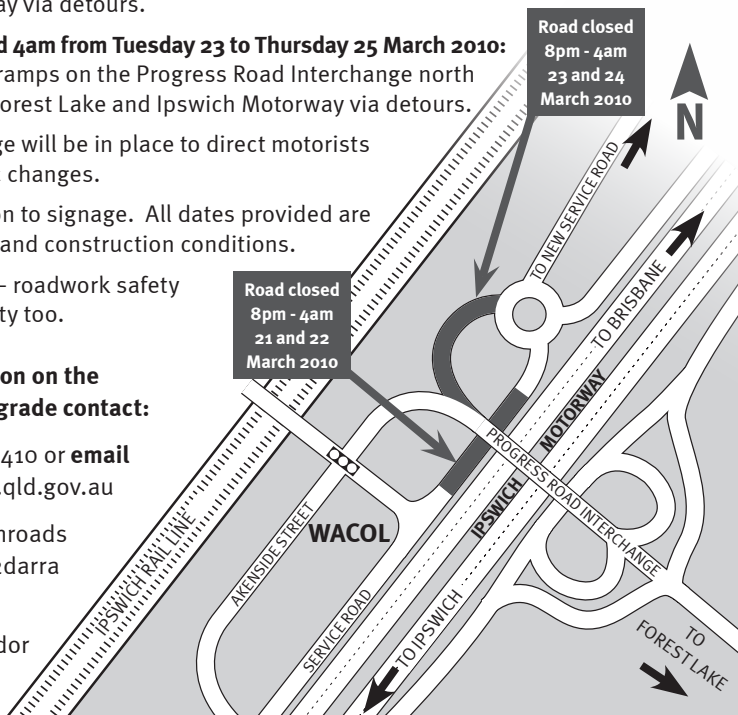 ay via detours.
d 4am from Tuesday 23 to Thursday 25 March 2010:
ramps on the Progress Road Interchange north
orest Lake and Ipswich Motorway via detours.
ge will be in place to direct motorists
changes.
on to signage. All dates provided are
and construction conditions.
– roadwork safety
ty too.
on on the
grade contact:
410 or email
.qld.gov.au
nroads
darra
dor
Road closed
8pm - 4am
23 and 24
March 2010
N
Road closed
8pm - 4am
21 and 22
March 2010
TO NEW SERVICE ROAD
TO BRISBANE
IPSWICH MOTORWAY
PROGRESS ROAD INTERCHANGE
WACOL
AKENSIDE STREET
IPSWICH RAIL LINE
SERVICE ROAD
TO IPSWICH
TO
FOREST LAKE